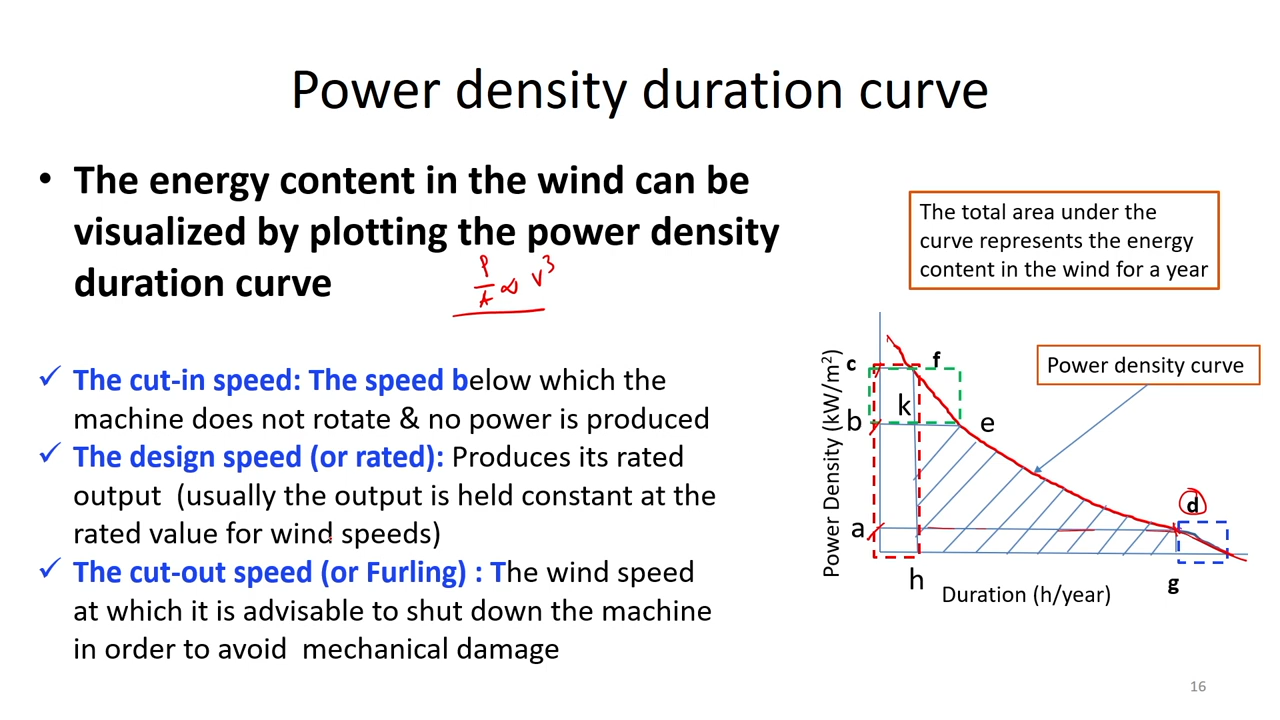 Power density duration curve
• The energy content in the wind can be
visualized by plotting the power density
duration curve
P/A ∝ v³
✓ The cut-in speed: The speed below which the
machine does not rotate & no power is produced
✓ The design speed (or rated): Produces its rated
output (usually the output is held constant at the
rated value for wind speeds)
✓ The cut-out speed (or Furling) : The wind speed
at which it is advisable to shut down the machine
in order to avoid mechanical damage
The total area under the
curve represents the energy
content in the wind for a year
Power density curve
Power Density (kW/m²)
c
f
k
b
e
d
a
h
g
Duration (h/year)
16